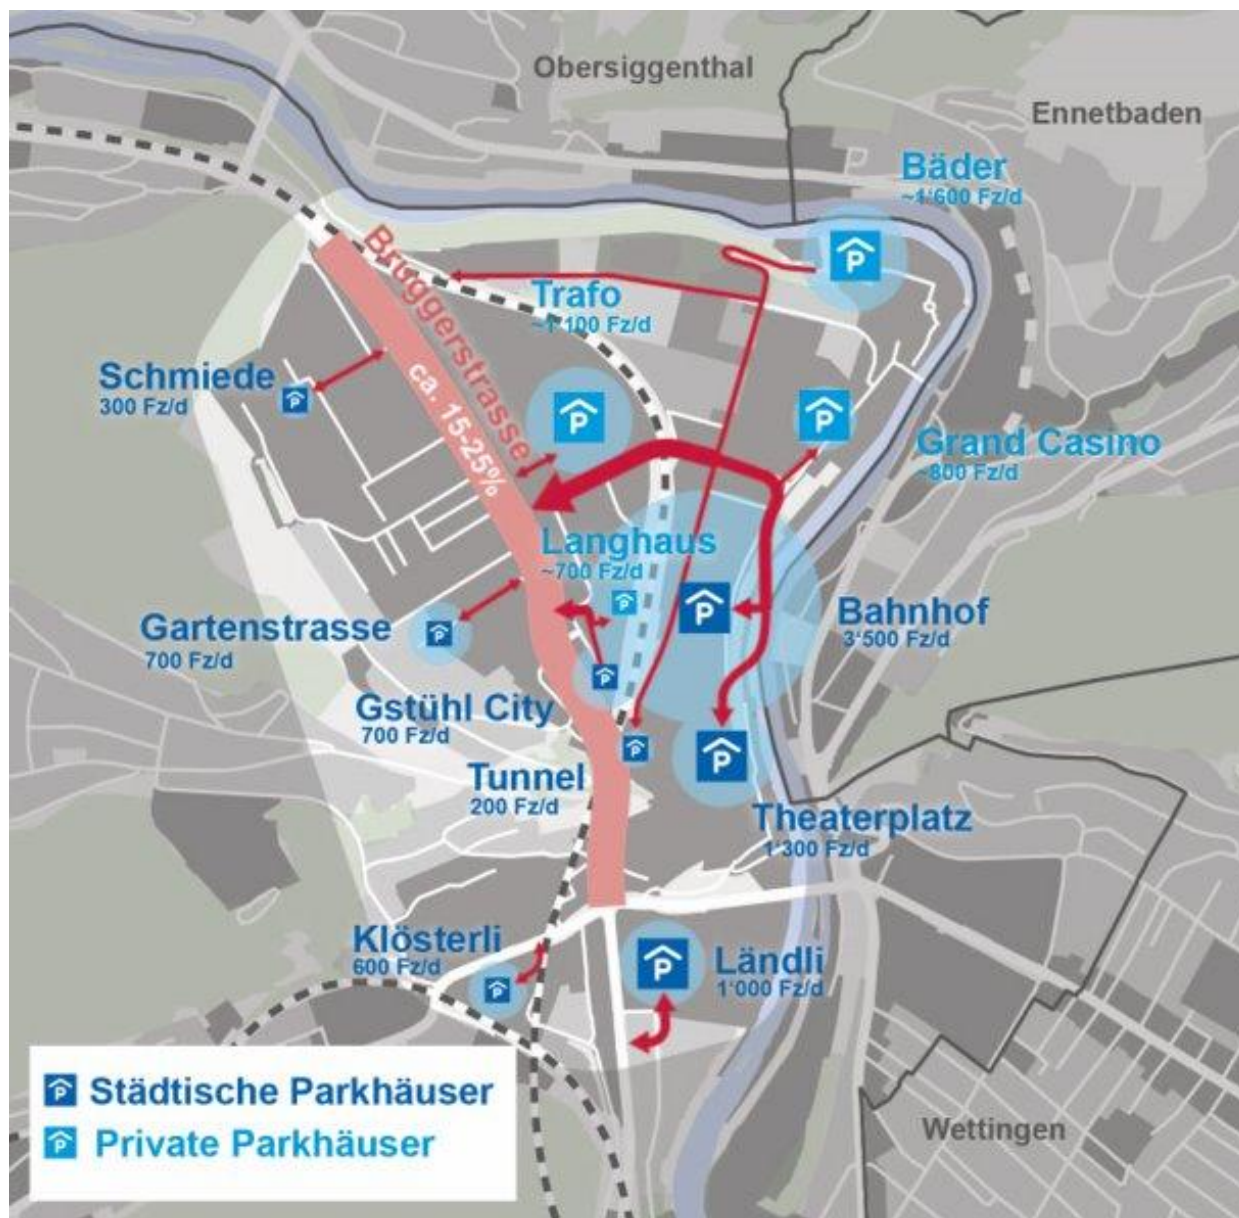 Obersiggenthal
Ennetbaden
Bäder
~1'600 Fz/d
Bruggerstrasse
ca. 15-25%
Trafo
~1'100 Fz/d
Schmiede
300 Fz/d
Grand Casino
~800 Fz/d
Langhaus
~700 Fz/d
Gartenstrasse
700 Fz/d
Bahnhof
3'500 Fz/d
Gstühl City
700 Fz/d
Tunnel
200 Fz/d
Theaterplatz
1'300 Fz/d
Klösterli
600 Fz/d
Ländli
1'000 Fz/d
P Städtische Parkhäuser
P Private Parkhäuser
Wettingen